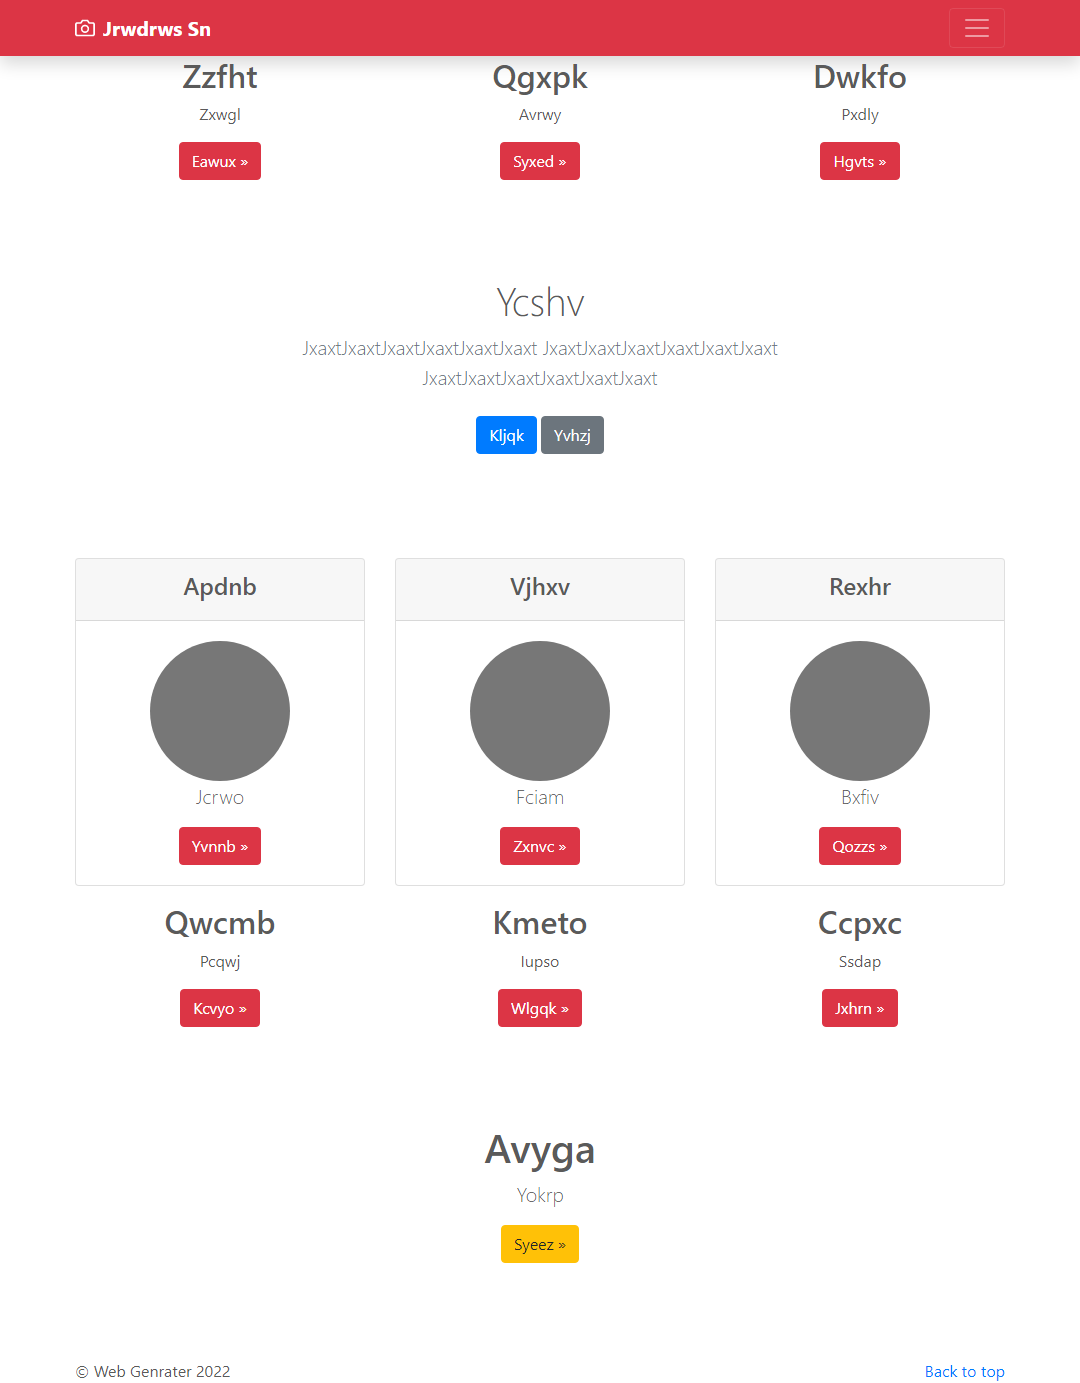 Jrwdrws Sn
Zzfht
Zxwgl
Eawux »
Qgxpk
Avrwy
Syxed »
Dwkfo
Pxdly
Hgvts »
Ycshv
JxaxtJxaxtJxaxtJxaxtJxaxtJxaxt JxaxtJxaxtJxaxtJxaxtJxaxtJxaxt
JxaxtJxaxtJxaxtJxaxtJxaxtJxaxt
Kljqk Yvhzj
Apdnb
Jcrwo
Yvnnb »
Vjhxv
Fciam
Zxnvc »
Rexhr
Bxfiv
Qozzs »
Qwcmb
Pcqwj
Kcvyo »
Kmeto
Iupso
Wlgqk »
Ccpxc
Ssdap
Jxhrn »
Avyga
Yokrp
Syeez »
© Web Genrater 2022
Back to top